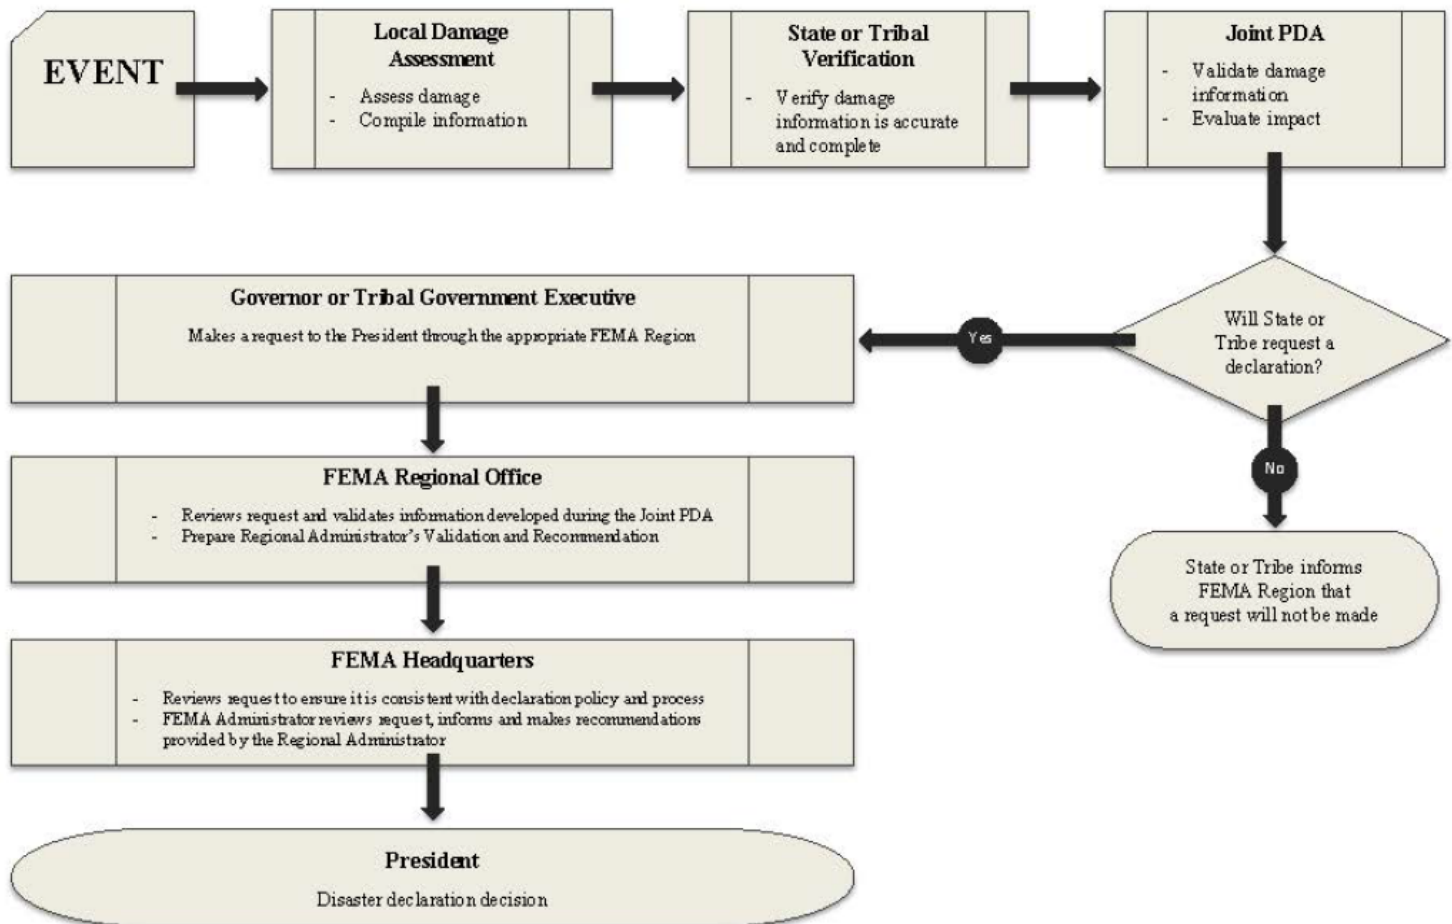 EVENT
Local Damage
Assessment
- Assess damage
- Compile information
State or Tribal
Verification
- Verify damage
information is accurate
and complete
Joint PDA
- Validate damage
information
- Evaluate impact
Will State or
Tribe request a
declaration?
Yes
No
State or Tribe informs
FEMA Region that
a request will not be made
Governor or Tribal Government Executive
Makes a request to the President through the appropriate FEMA Region
FEMA Regional Office
- Reviews request and validates information developed during the Joint PDA
- Prepare Regional Administrator's Validation and Recommendation
FEMA Headquarters
- Reviews request to ensure it is consistent with declaration policy and process
- FEMA Administrator reviews request, informs and makes recommendations
provided by the Regional Administrator
President
Disaster declaration decision